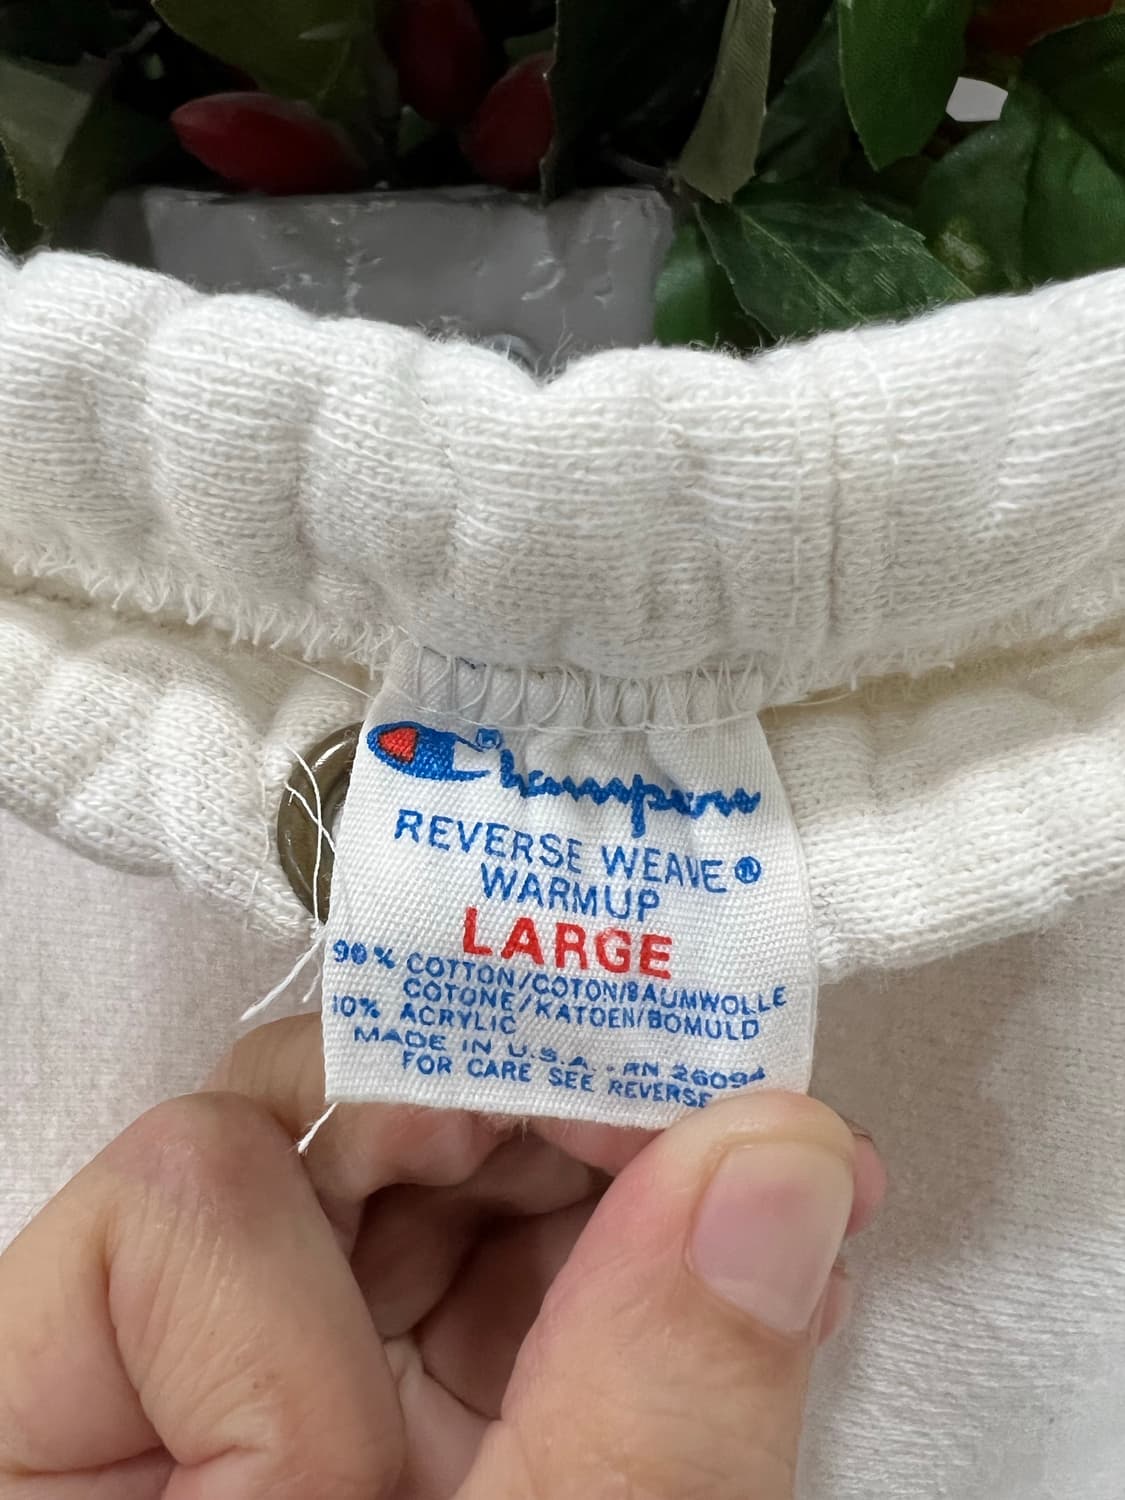 Champion®
REVERSE WEAVE®
WARMUP
LARGE
90% COTTON/COTON/BAUMWOLLE
COTONE/KATOEN/BOMULD
10% ACRYLIC
MADE IN U.S.A. · RN 26094
FOR CARE SEE REVERSE